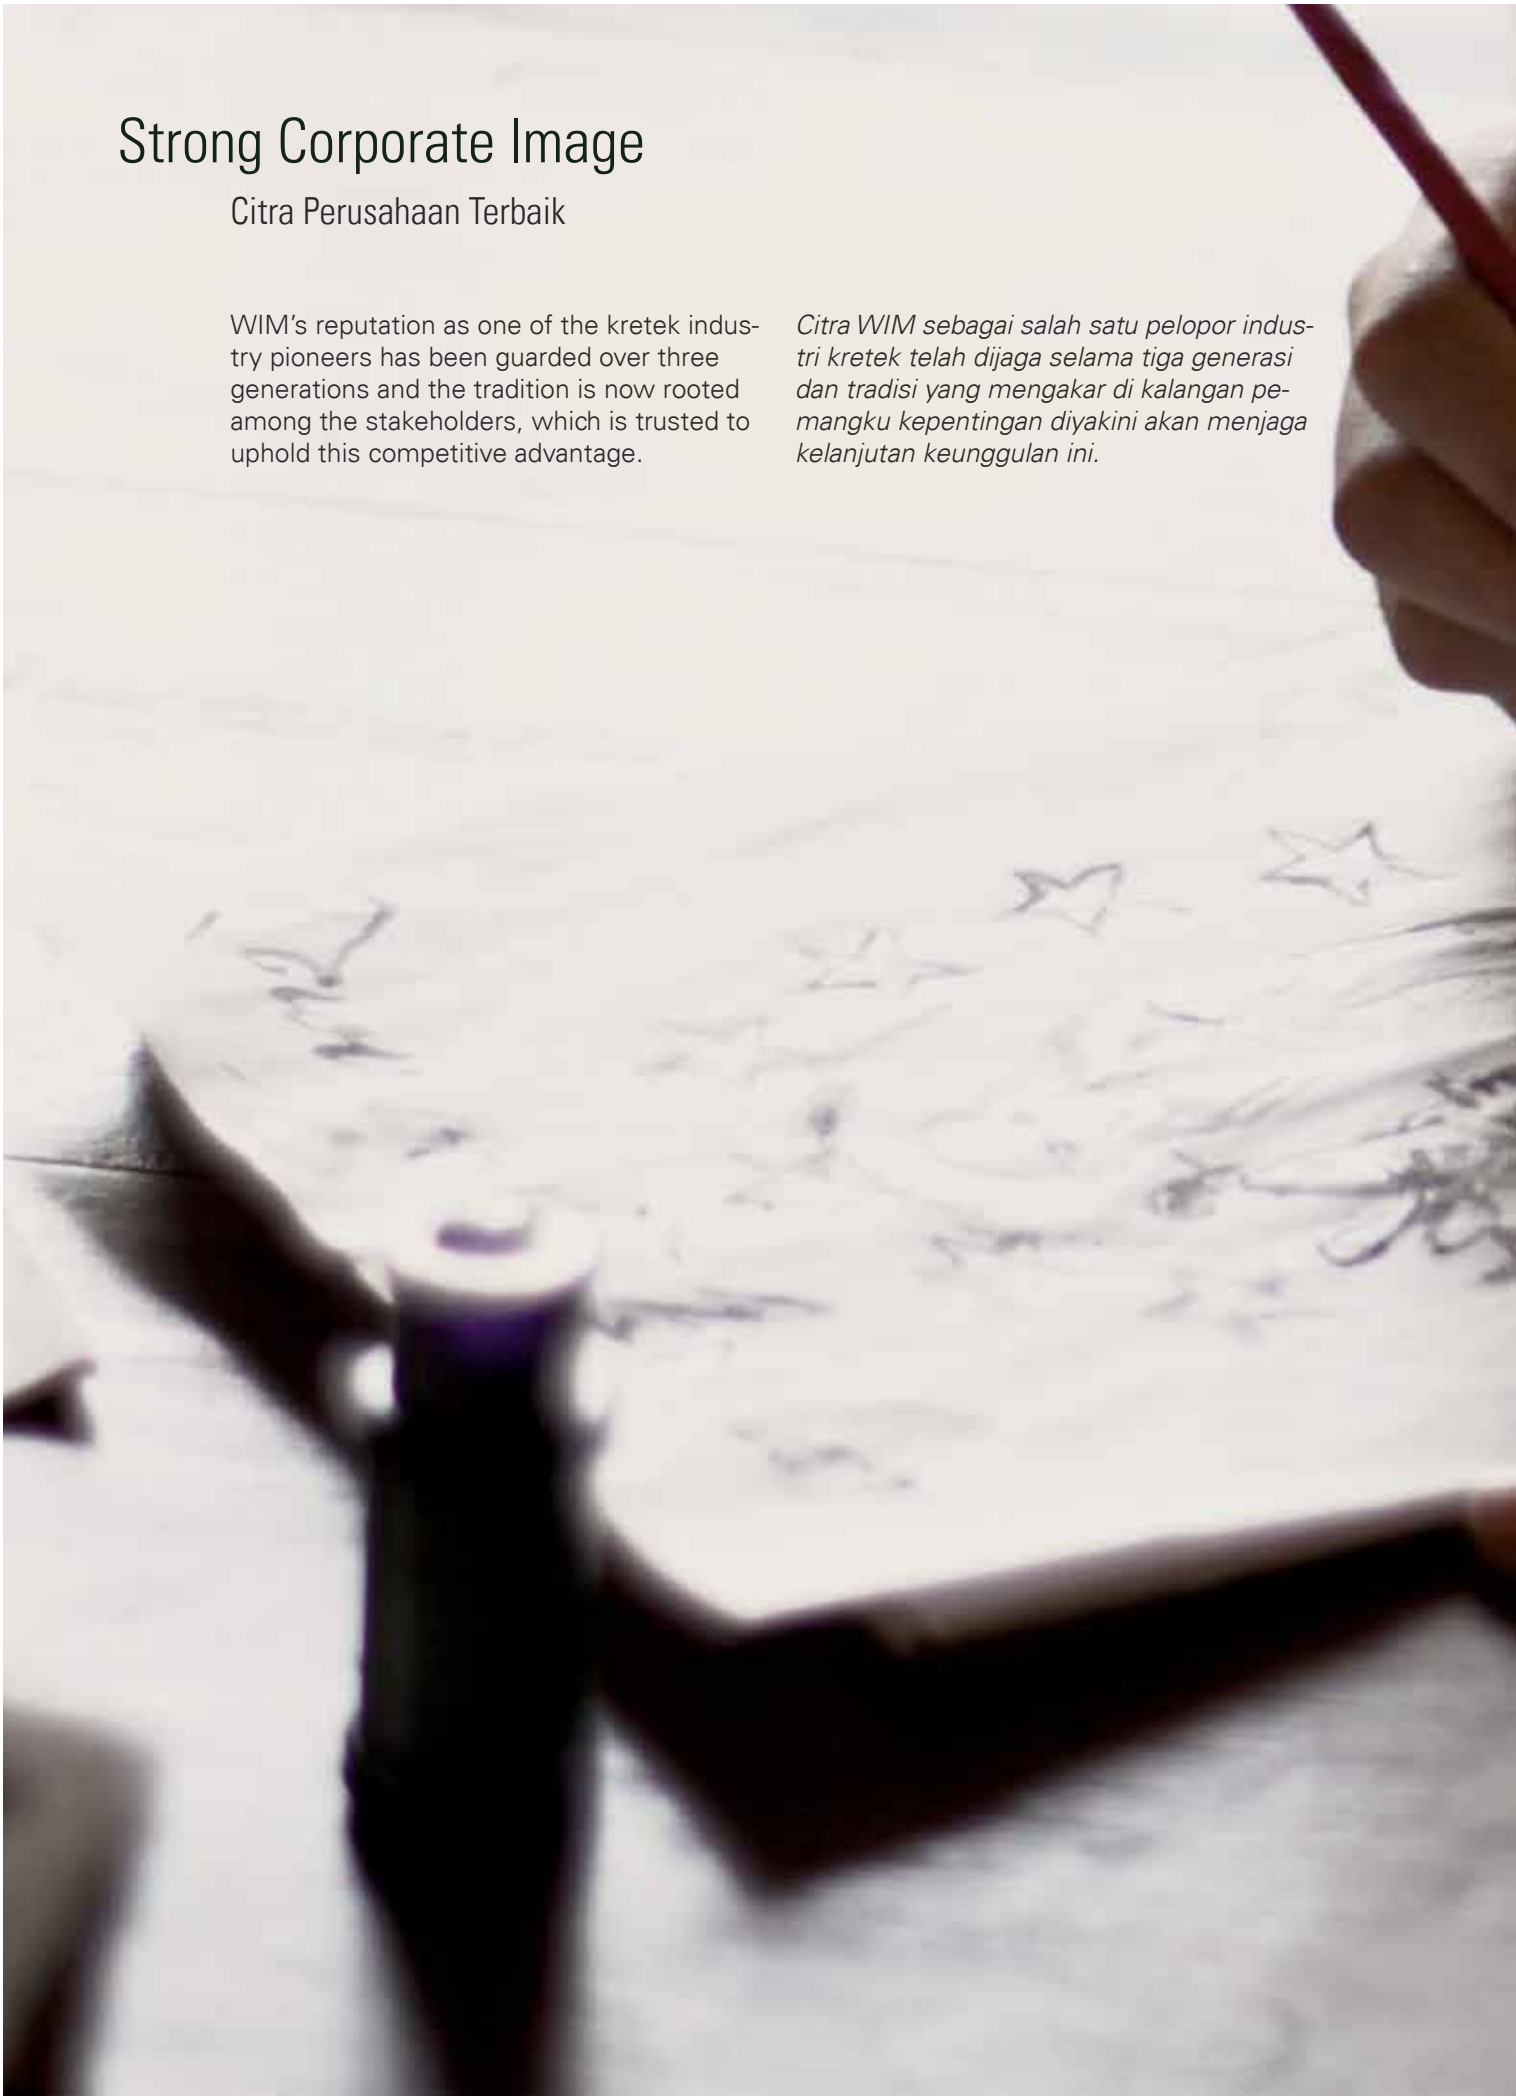 Strong Corporate Image
Citra Perusahaan Terbaik
WIM's reputation as one of the kretek indus-
try pioneers has been guarded over three
generations and the tradition is now rooted
among the stakeholders, which is trusted to
uphold this competitive advantage.
Citra WIM sebagai salah satu pelopor indus-
tri kretek telah dijaga selama tiga generasi
dan tradisi yang mengakar di kalangan pe-
mangku kepentingan diyakini akan menjaga
kelanjutan keunggulan ini.